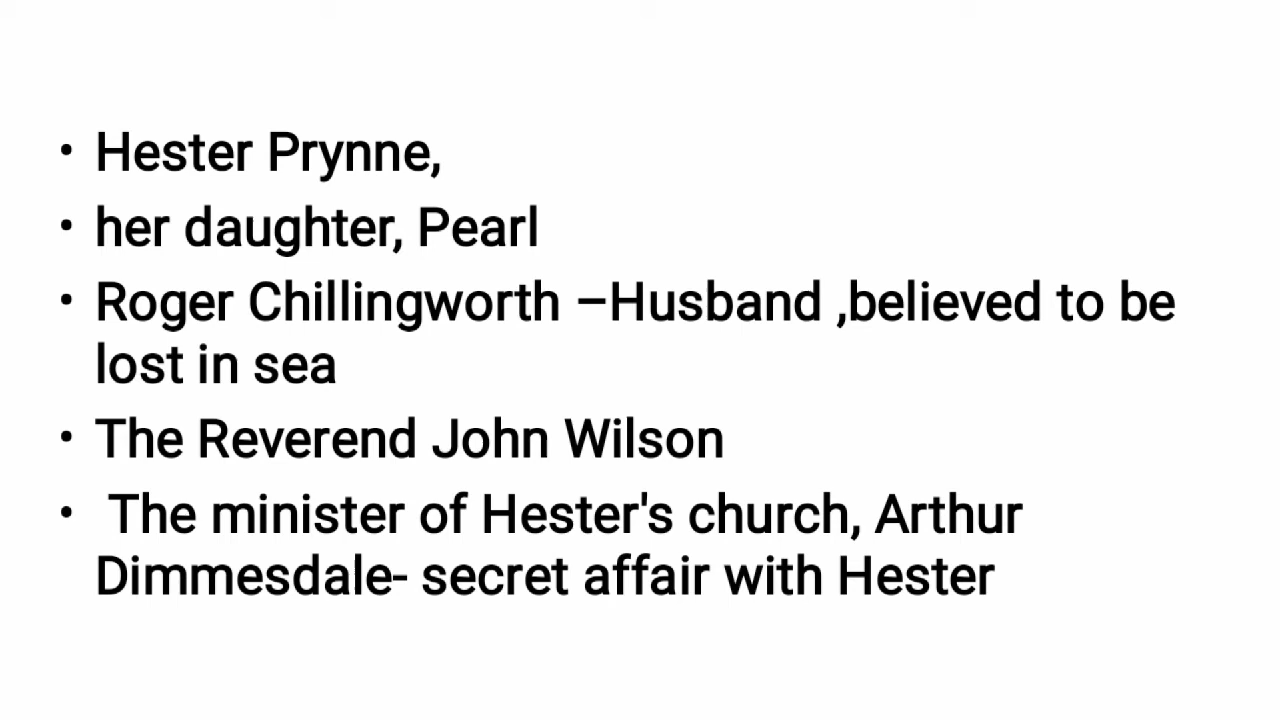 • Hester Prynne,
• her daughter, Pearl
• Roger Chillingworth –Husband ,believed to be
lost in sea
• The Reverend John Wilson
• The minister of Hester's church, Arthur
Dimmesdale- secret affair with Hester